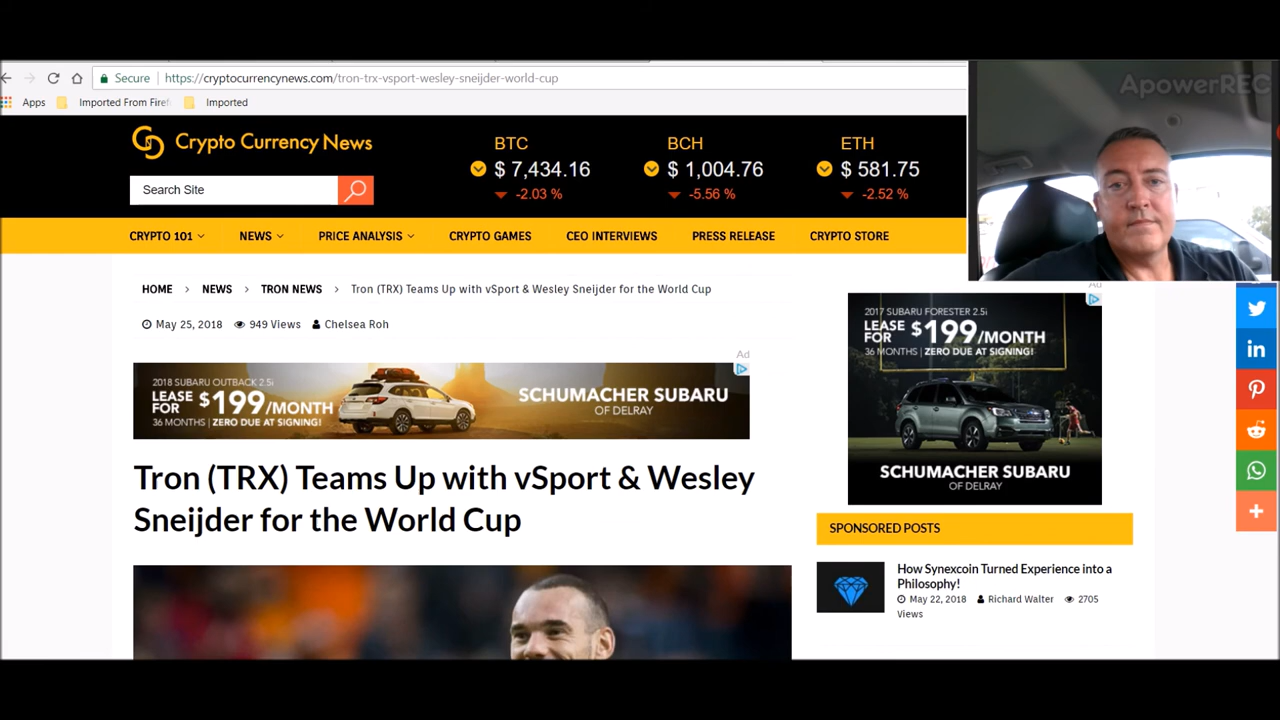 ApowerREC
Secure https://cryptocurrencynews.com/tron-trx-vsport-wesley-sneijder-world-cup
Apps Imported From Firef Imported
Crypto Currency News
BTC BCH ETH
$ 7,434.16 $ 1,004.76 $ 581.75
-2.03 % -5.56 % -2.52 %
Search Site
CRYPTO 101 NEWS PRICE ANALYSIS CRYPTO GAMES CEO INTERVIEWS PRESS RELEASE CRYPTO STORE
HOME > NEWS > TRON NEWS > Tron (TRX) Teams Up with vSport & Wesley Sneijder for the World Cup
May 25, 2018 949 Views Chelsea Roh
Ad
2018 SUBARU OUTBACK 2.5i
LEASE FOR $199/MONTH
36 MONTHS | ZERO DUE AT SIGNING!
SCHUMACHER SUBARU
OF DELRAY
Tron (TRX) Teams Up with vSport & Wesley
Sneijder for the World Cup
Ad
2017 SUBARU FORESTER 2.5i
LEASE FOR $199/MONTH
36 MONTHS | ZERO DUE AT SIGNING!
SCHUMACHER SUBARU
OF DELRAY
SPONSORED POSTS
How Synexcoin Turned Experience into a
Philosophy!
May 22, 2018 Richard Walter 2705
Views